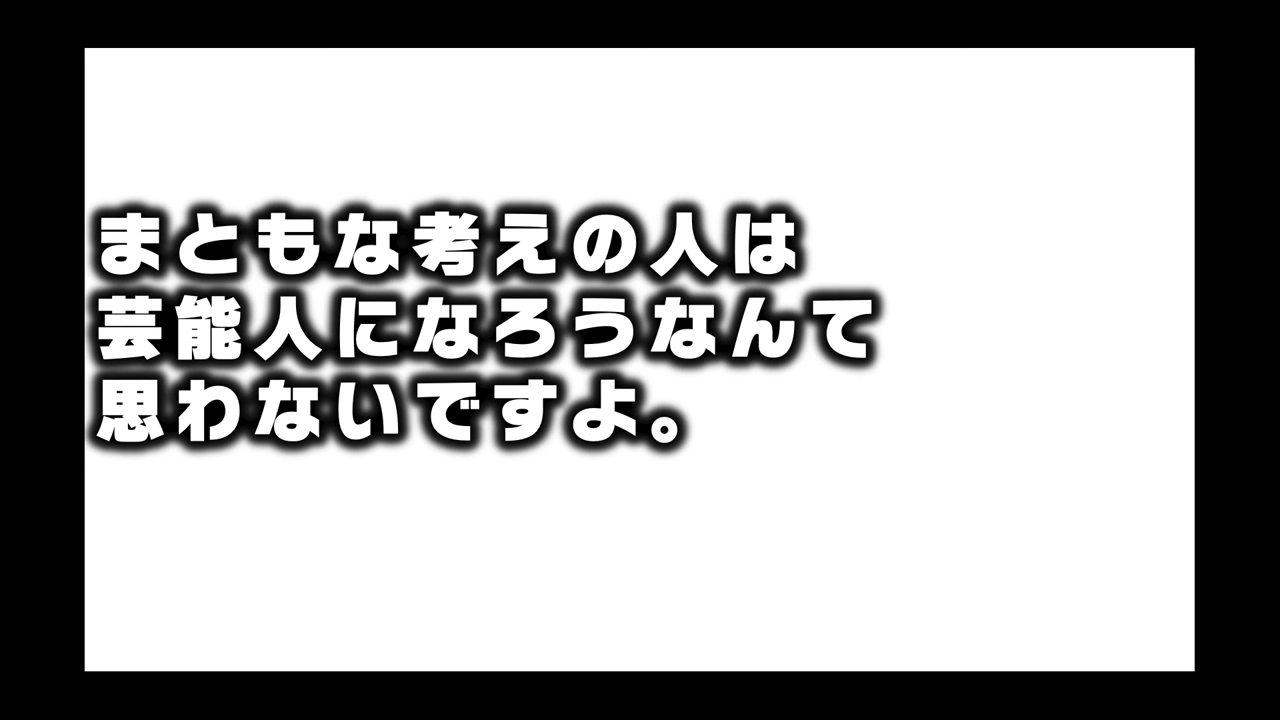 まともな考えの人は
芸能人になろうなんて
思わないですよ。